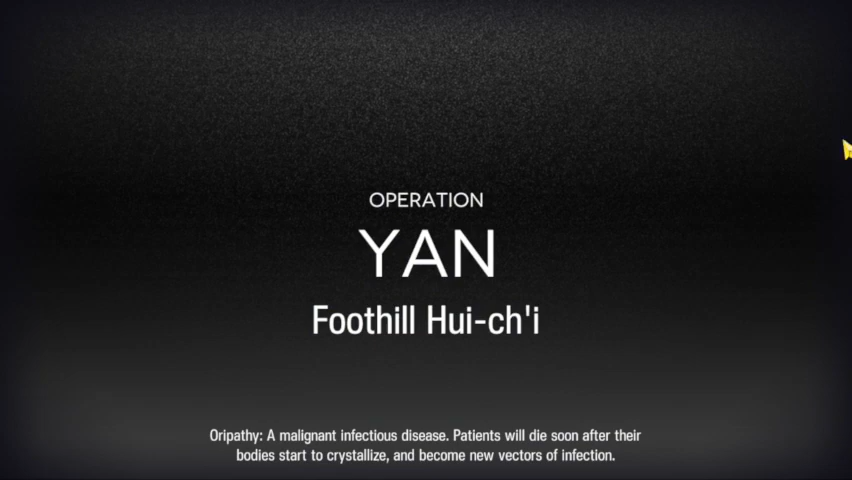 OPERATION
YAN
Foothill Hui-ch'i
Oripathy: A malignant infectious disease. Patients will die soon after their
bodies start to crystallize, and become new vectors of infection.